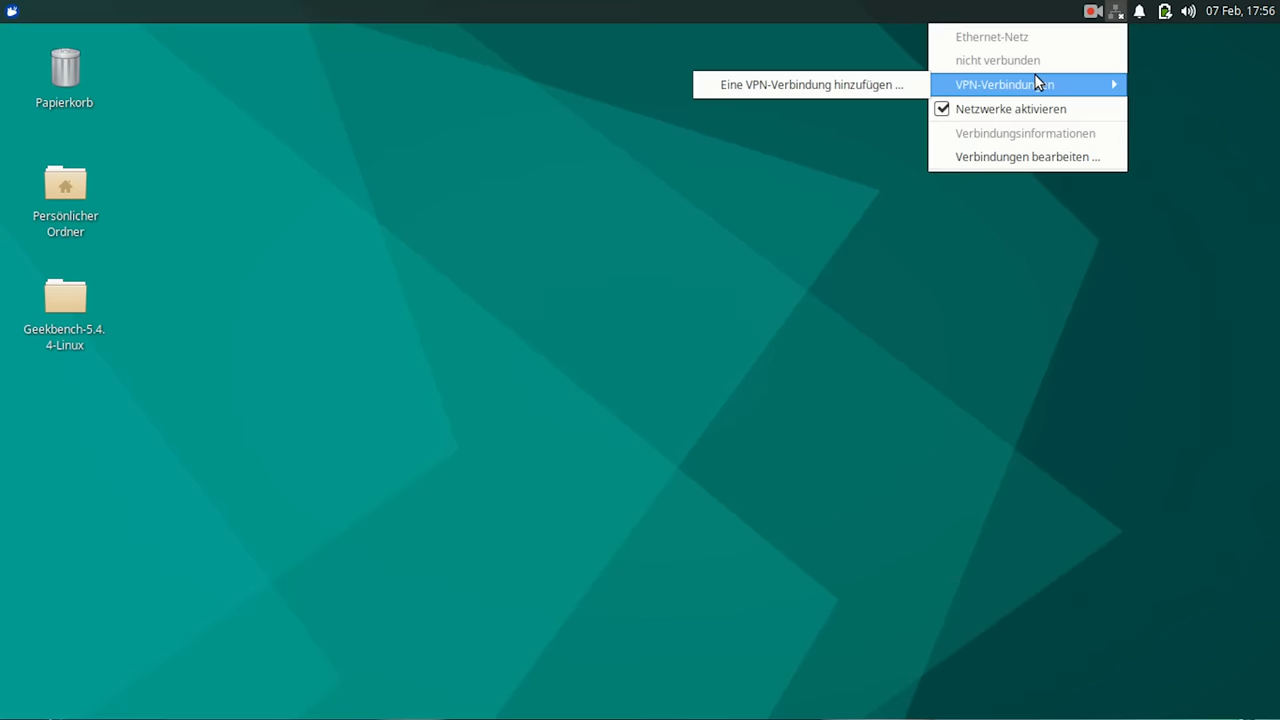 07 Feb, 17:56
Ethernet-Netz
nicht verbunden
Eine VPN-Verbindung hinzufügen ...
VPN-Verbindungen
Netzwerke aktivieren
Verbindungsinformationen
Verbindungen bearbeiten ...
Papierkorb
Persönlicher
Ordner
Geekbench-5.4.
4-Linux